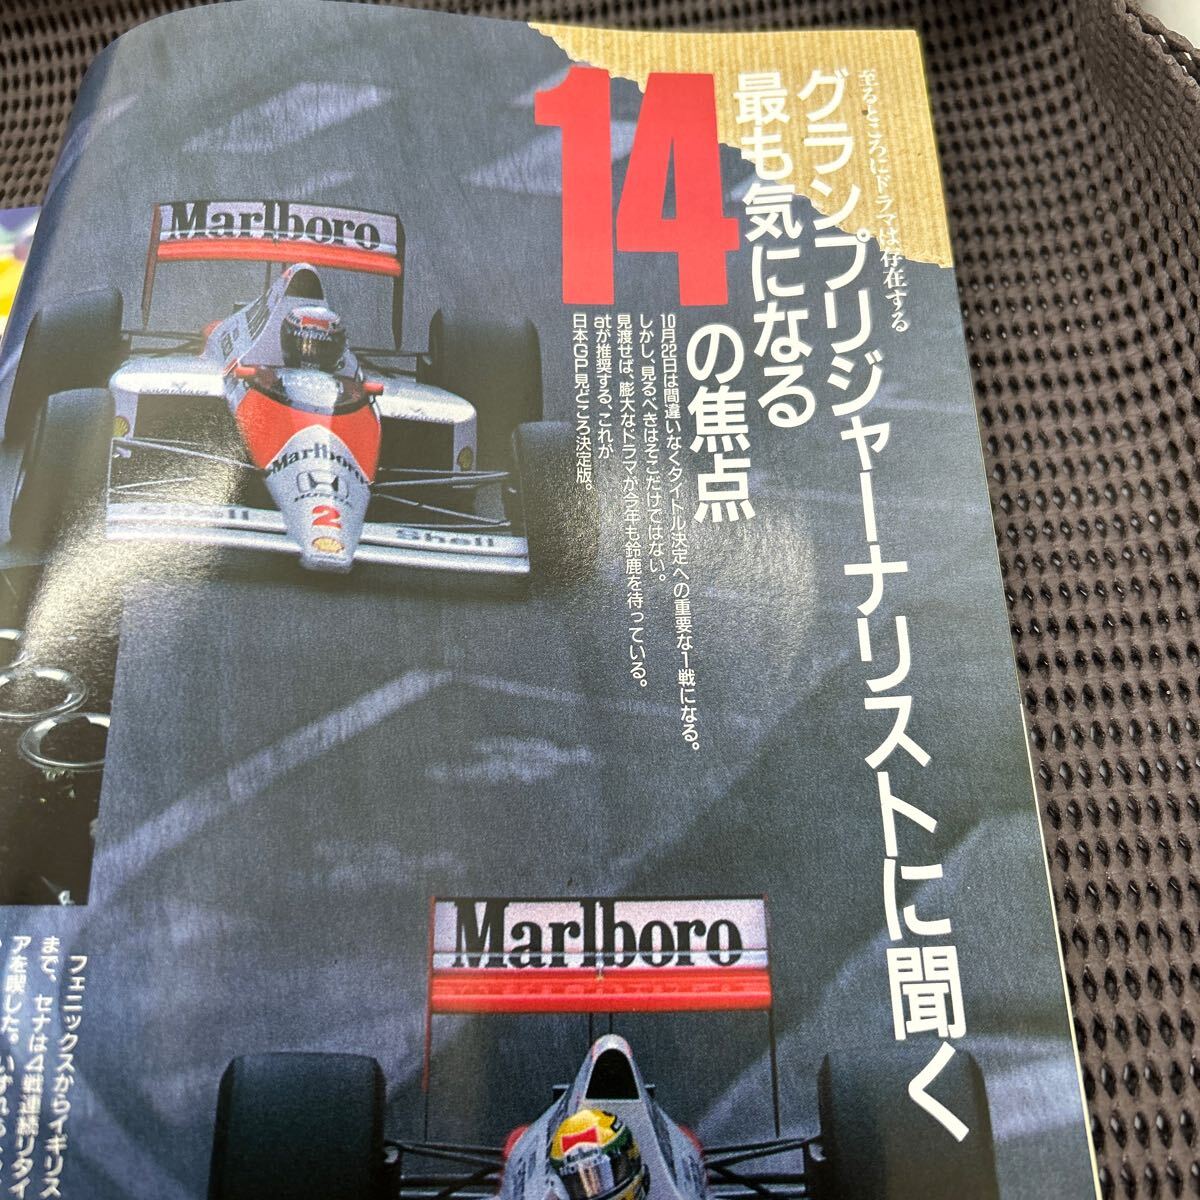 至るところにドラマは存在する
グランプリジャーナリストに聞く
最も気になる
14の焦点
10月22日は間違いなくタイトル決定への重要な1戦になる。
しかし、見るべきはそこだけではない。
見渡せば、膨大なドラマが今年も鈴鹿を待っている。
atが推奨する、これが
日本GP見どころ決定版。
Marlboro
Marlboro
HONDA
2
Shell
Shell
Marlboro
フェニックスからイギリス
まで、セナは4戦連続リタイ
アを喫した。いずれも